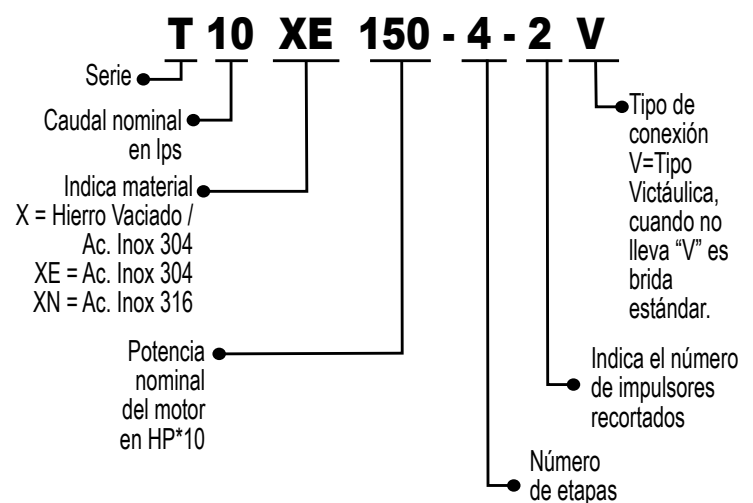 T 10 XE 150 - 4 - 2 V
Serie
Caudal nominal
en lps
Indica material
X = Hierro Vaciado /
Ac. Inox 304
XE = Ac. Inox 304
XN = Ac. Inox 316
Potencia
nominal
del motor
en HP*10
Tipo de
conexión
V=Tipo
Victáulica,
cuando no
lleva “V” es
brida
estándar.
Indica el número
de impulsores
recortados
Número
de etapas